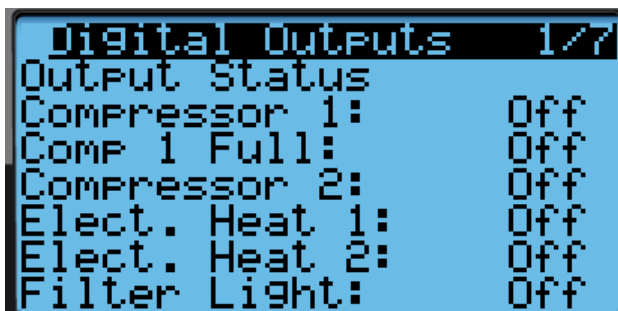 Digital Outputs 1/7
Output Status
Compressor 1: Off
Comp 1 Full: Off
Compressor 2: Off
Elect. Heat 1: Off
Elect. Heat 2: Off
Filter Light: Off